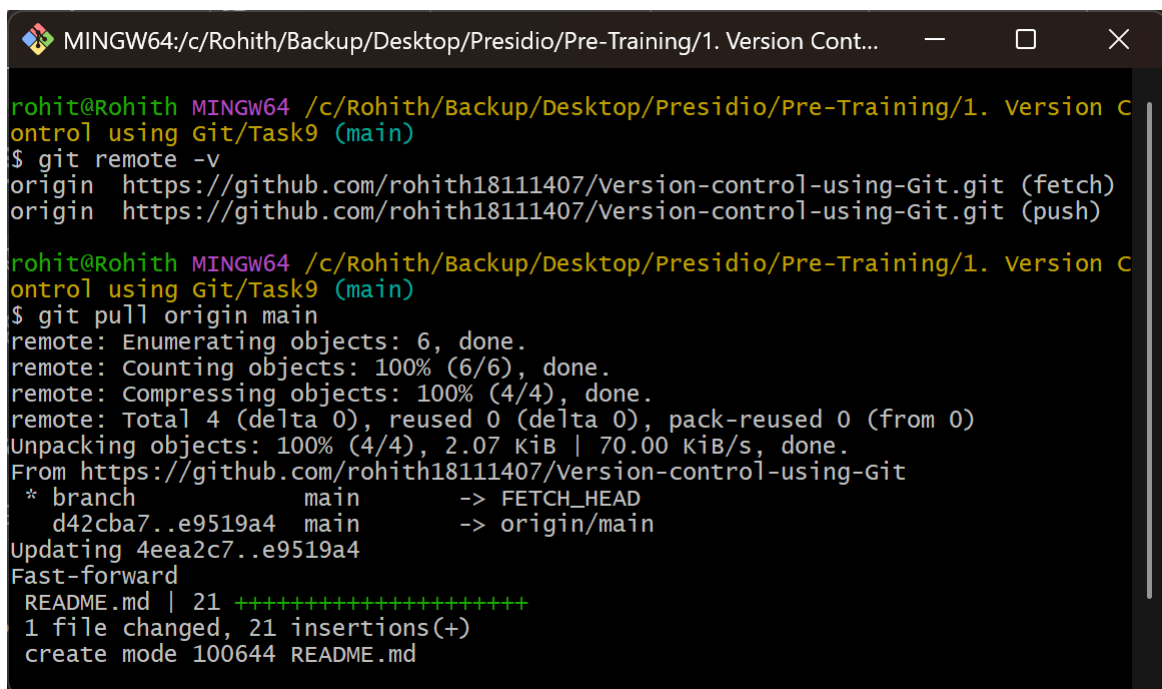 MINGW64:/c/Rohith/Backup/Desktop/Presidio/Pre-Training/1. Version Cont...
rohit@Rohith MINGW64 /c/Rohith/Backup/Desktop/Presidio/Pre-Training/1. Version C
ontrol using Git/Task9 (main)
$ git remote -v
origin  https://github.com/rohith18111407/Version-control-using-Git.git (fetch)
origin  https://github.com/rohith18111407/Version-control-using-Git.git (push)
rohit@Rohith MINGW64 /c/Rohith/Backup/Desktop/Presidio/Pre-Training/1. Version C
ontrol using Git/Task9 (main)
$ git pull origin main
remote: Enumerating objects: 6, done.
remote: Counting objects: 100% (6/6), done.
remote: Compressing objects: 100% (4/4), done.
remote: Total 4 (delta 0), reused 0 (delta 0), pack-reused 0 (from 0)
Unpacking objects: 100% (4/4), 2.07 KiB | 70.00 KiB/s, done.
From https://github.com/rohith18111407/Version-control-using-Git
 * branch            main       -> FETCH_HEAD
   d42cba7..e9519a4  main       -> origin/main
Updating 4eea2c7..e9519a4
Fast-forward
 README.md | 21 +++++++++++++++++++++
 1 file changed, 21 insertions(+)
 create mode 100644 README.md